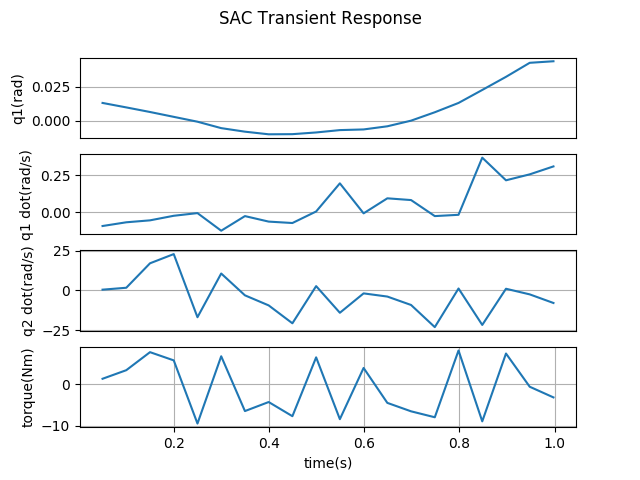 SAC Transient Response
q1(rad)
0.025
0.000
q1 dot(rad/s)
0.25
0.00
q2 dot(rad/s)
25
0
−25
torque(Nm)
0
−10
0.2 0.4 0.6 0.8 1.0
time(s)